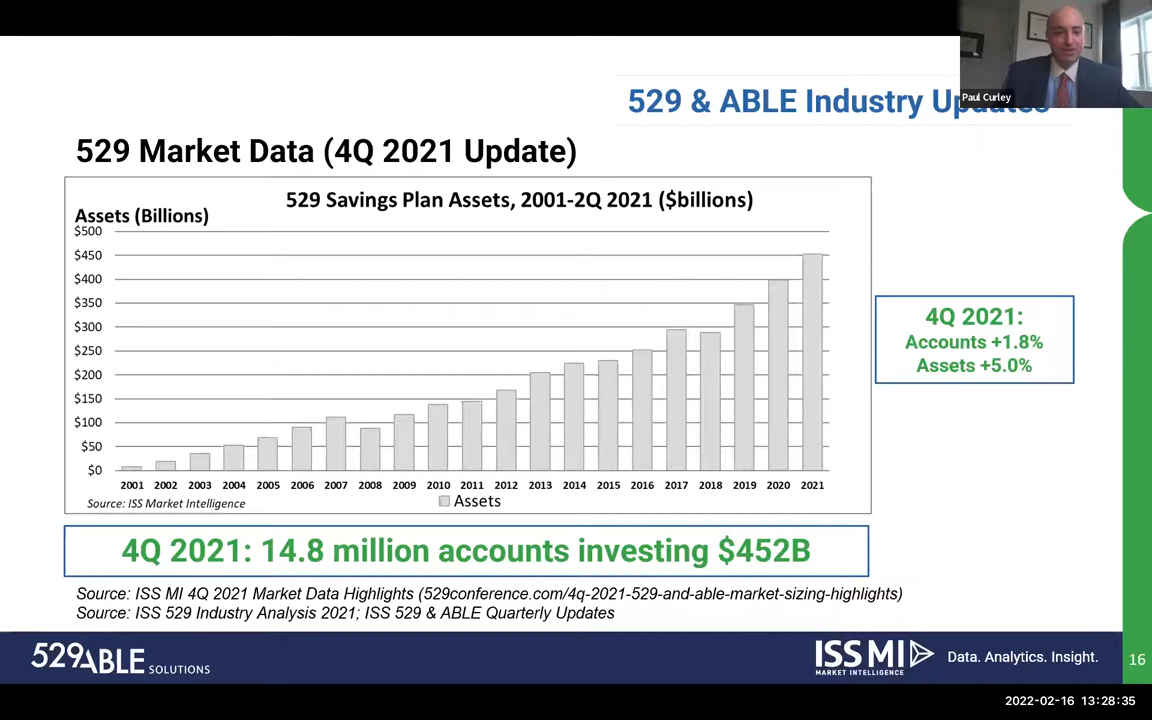 529 & ABLE Industry Updates
Paul Curley
529 Market Data (4Q 2021 Update)
529 Savings Plan Assets, 2001-2Q 2021 ($billions)
Assets (Billions)
$500
$450
$400
$350
$300
$250
$200
$150
$100
$50
$0
2001 2002 2003 2004 2005 2006 2007 2008 2009 2010 2011 2012 2013 2014 2015 2016 2017 2018 2019 2020 2021
Source: ISS Market Intelligence
Assets
4Q 2021:
Accounts +1.8%
Assets +5.0%
4Q 2021: 14.8 million accounts investing $452B
Source: ISS MI 4Q 2021 Market Data Highlights (529conference.com/4q-2021-529-and-able-market-sizing-highlights)
Source: ISS 529 Industry Analysis 2021; ISS 529 & ABLE Quarterly Updates
529ABLE SOLUTIONS
ISS MI
MARKET INTELLIGENCE
Data. Analytics. Insight.
16
2022-02-16 13:28:35